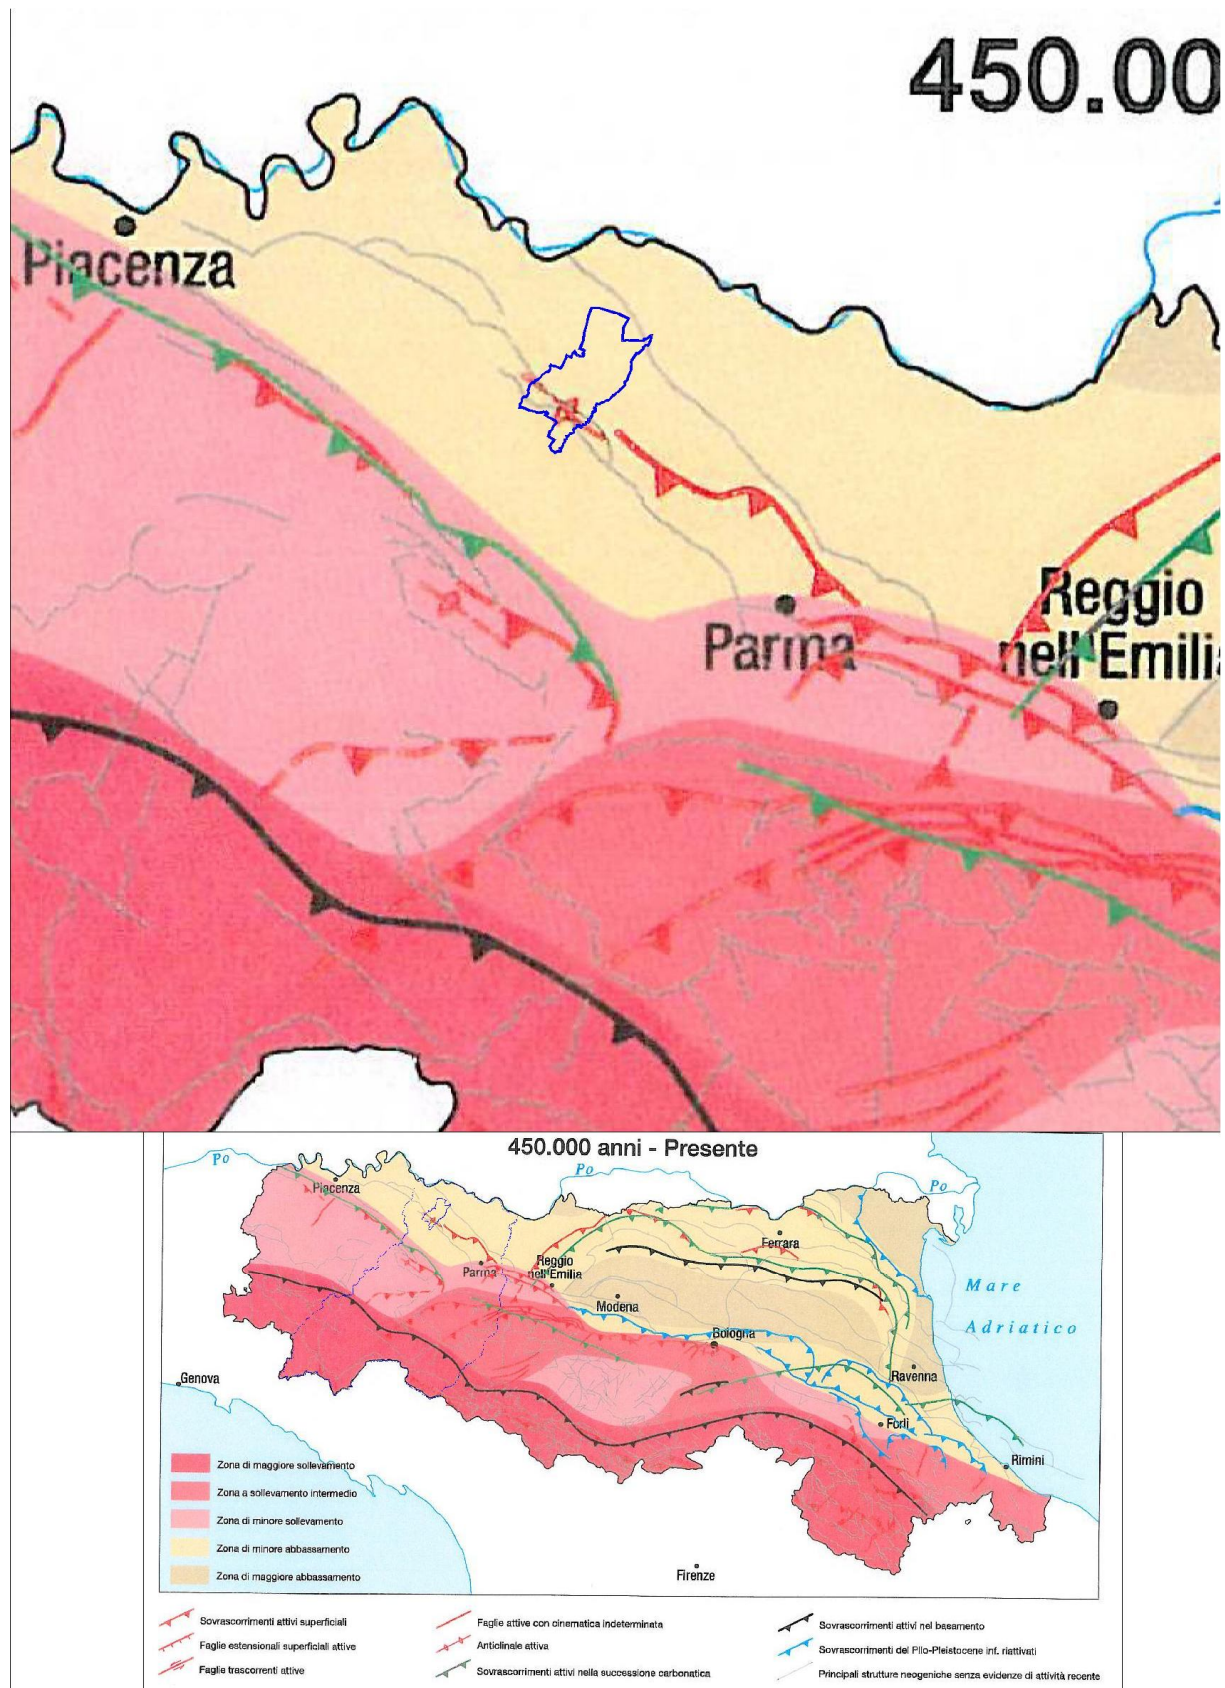 450.00
Piacenza
Reggio
nell'Emilia
Parma
450.000 anni - Presente
Po
Po
Po
Piacenza
Ferrara
Reggio
nell'Emilia
Parma
Mare
Adriatico
Modena
Bologna
Genova
Ravenna
Forlì
Rimini
Firenze
Zona di maggiore sollevamento
Zona a sollevamento intermedio
Zona di minore sollevamento
Zona di minore abbassamento
Zona di maggiore abbassamento
Sovrascorrimenti attivi superficiali
Faglie estensionali superficiali attive
Faglie trascorrenti attive
Faglie attive con cinematica indeterminata
Anticlinale attiva
Sovrascorrimenti attivi nella successione carbonatica
Sovrascorrimenti attivi nel basamento
Sovrascorrimenti del Plio-Pleistocene inf. riattivati
Principali strutture neogeniche senza evidenze di attività recente